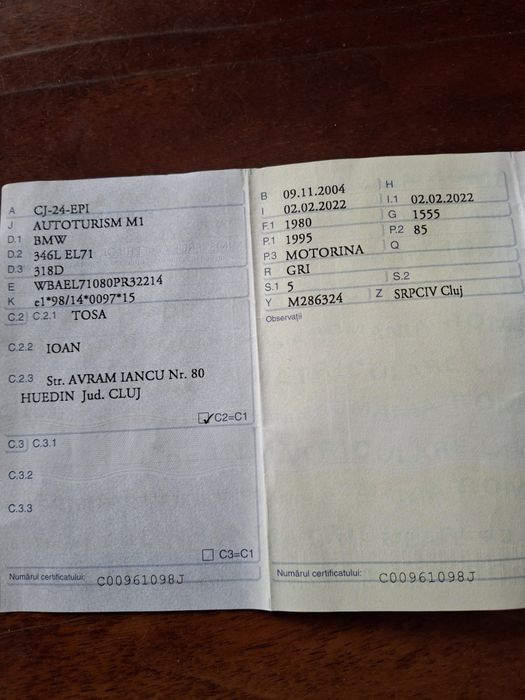 A CJ-24-EPI
J AUTOTURISM M1
D.1 BMW
D.2 346L EL71
D.3 318D
E WBAEL71080PR32214
K e1*98/14*0097*15
C.2 C.2.1 TOSA
C.2.2 IOAN
C.2.3 Str. AVRAM IANCU Nr. 80
HUEDIN Jud. CLUJ
C2=C1
C.3 C.3.1
C.3.2
C.3.3
C3=C1
Numărul certificatului: C00961098J
B 09.11.2004 H
I 02.02.2022 I.1 02.02.2022
F.1 1980 G 1555
P.1 1995 P.2 85
P.3 MOTORINA Q
R GRI
S.1 5 S.2
Y M286324 Z SRPCIV Cluj
Observații
Numărul certificatului: C00961098J